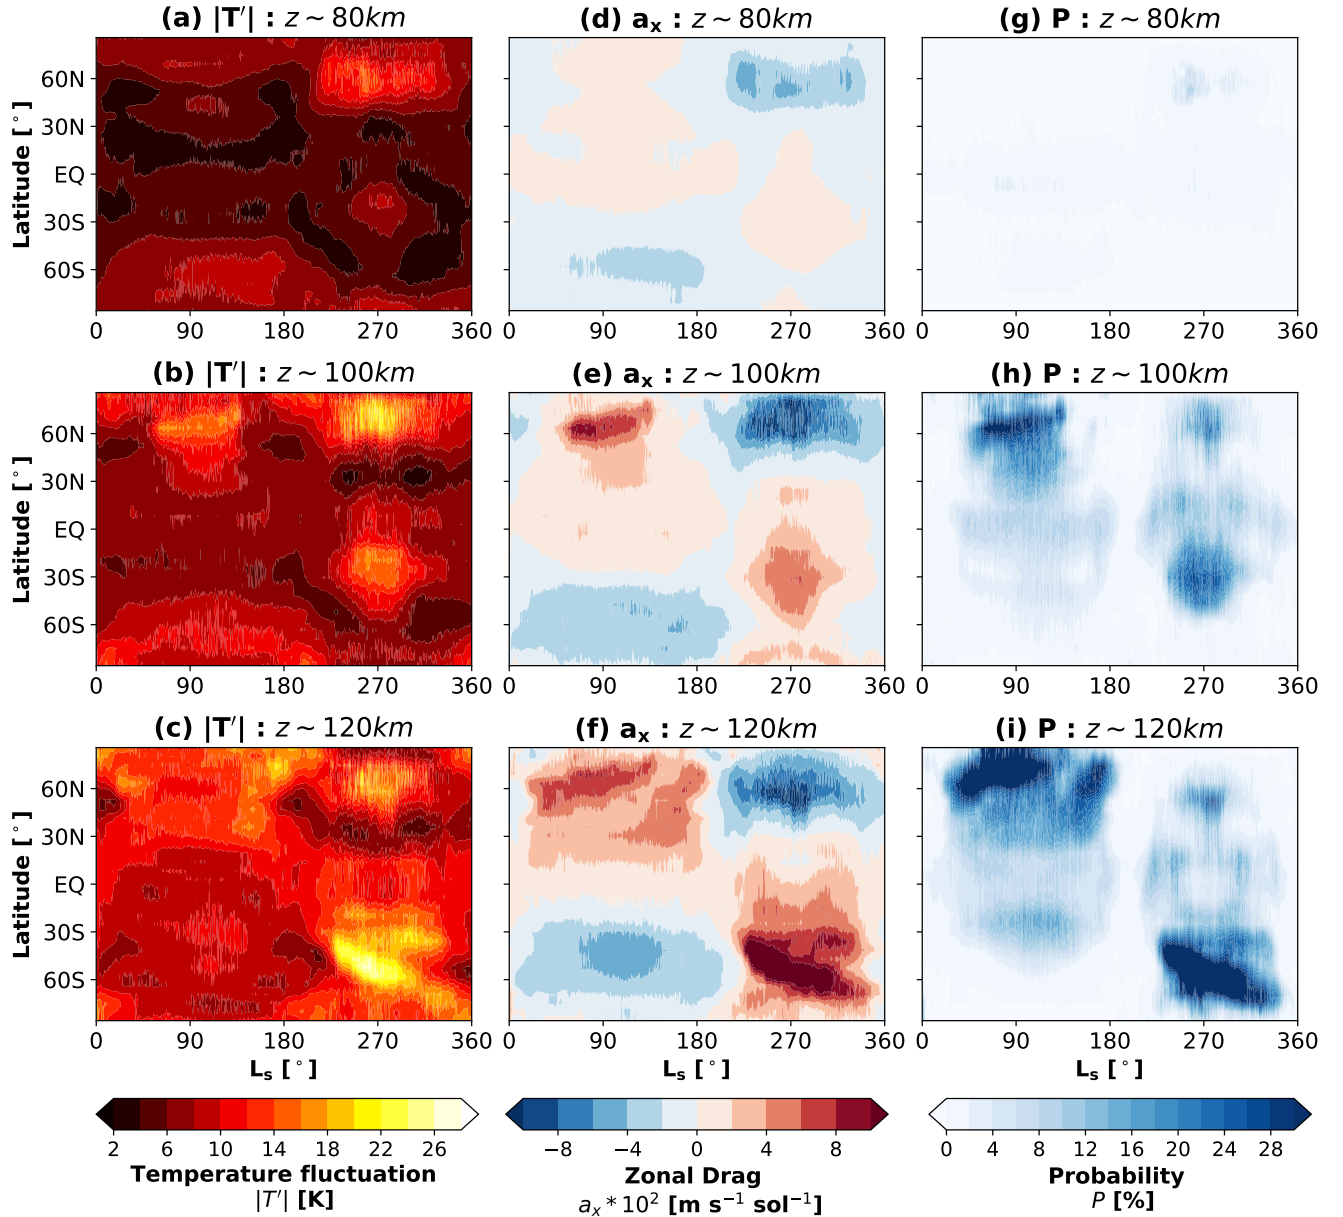 (a) |T′| : z ~ 80km
(d) aₓ : z ~ 80km
(g) P : z ~ 80km
Latitude [°]
60N
30N
EQ
30S
60S
0 90 180 270 360
0 90 180 270 360
0 90 180 270 360
(b) |T′| : z ~ 100km
(e) aₓ : z ~ 100km
(h) P : z ~ 100km
Latitude [°]
60N
30N
EQ
30S
60S
0 90 180 270 360
0 90 180 270 360
0 90 180 270 360
(c) |T′| : z ~ 120km
(f) aₓ : z ~ 120km
(i) P : z ~ 120km
Latitude [°]
60N
30N
EQ
30S
60S
0 90 180 270 360
0 90 180 270 360
0 90 180 270 360
Lₛ [°]
Lₛ [°]
Lₛ [°]
2 6 10 14 18 22 26
−8 −4 0 4 8
0 4 8 12 16 20 24 28
Temperature fluctuation
|T′| [K]
Zonal Drag
aₓ * 10² [m s⁻¹ sol⁻¹]
Probability
P [%]